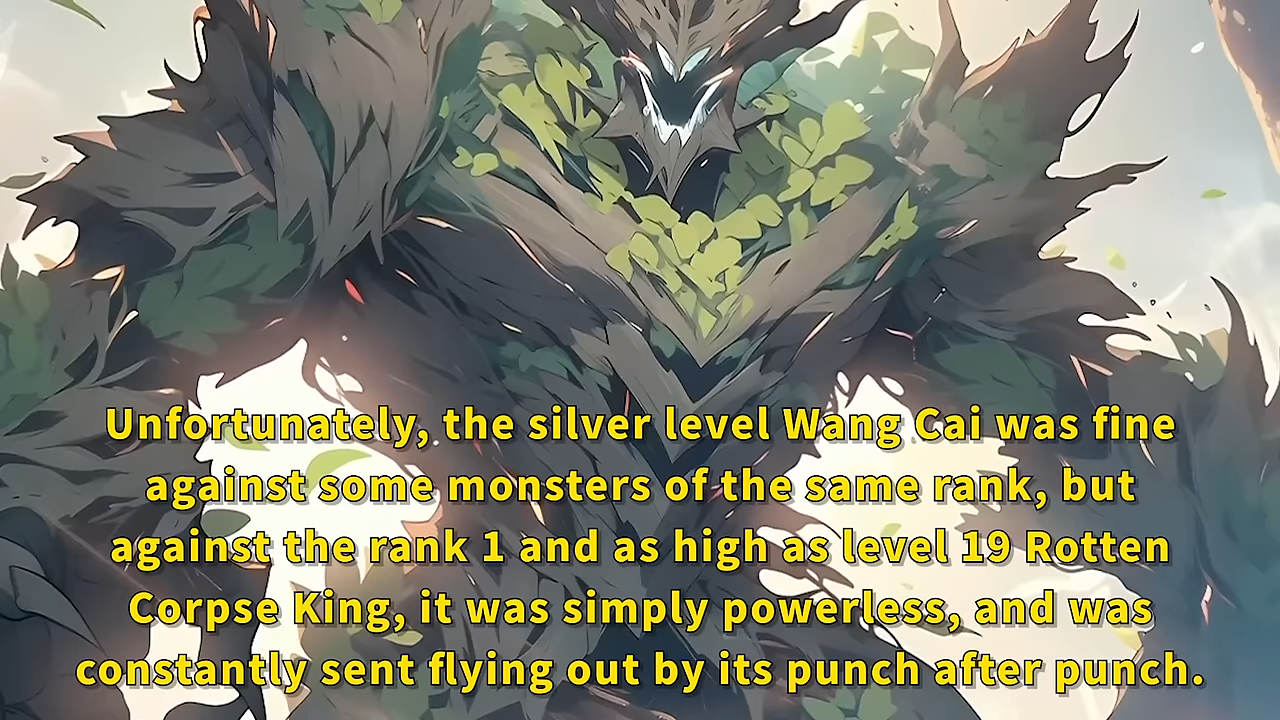 Unfortunately, the silver level Wang Cai was fine
against some monsters of the same rank, but
against the rank 1 and as high as level 19 Rotten
Corpse King, it was simply powerless, and was
constantly sent flying out by its punch after punch.